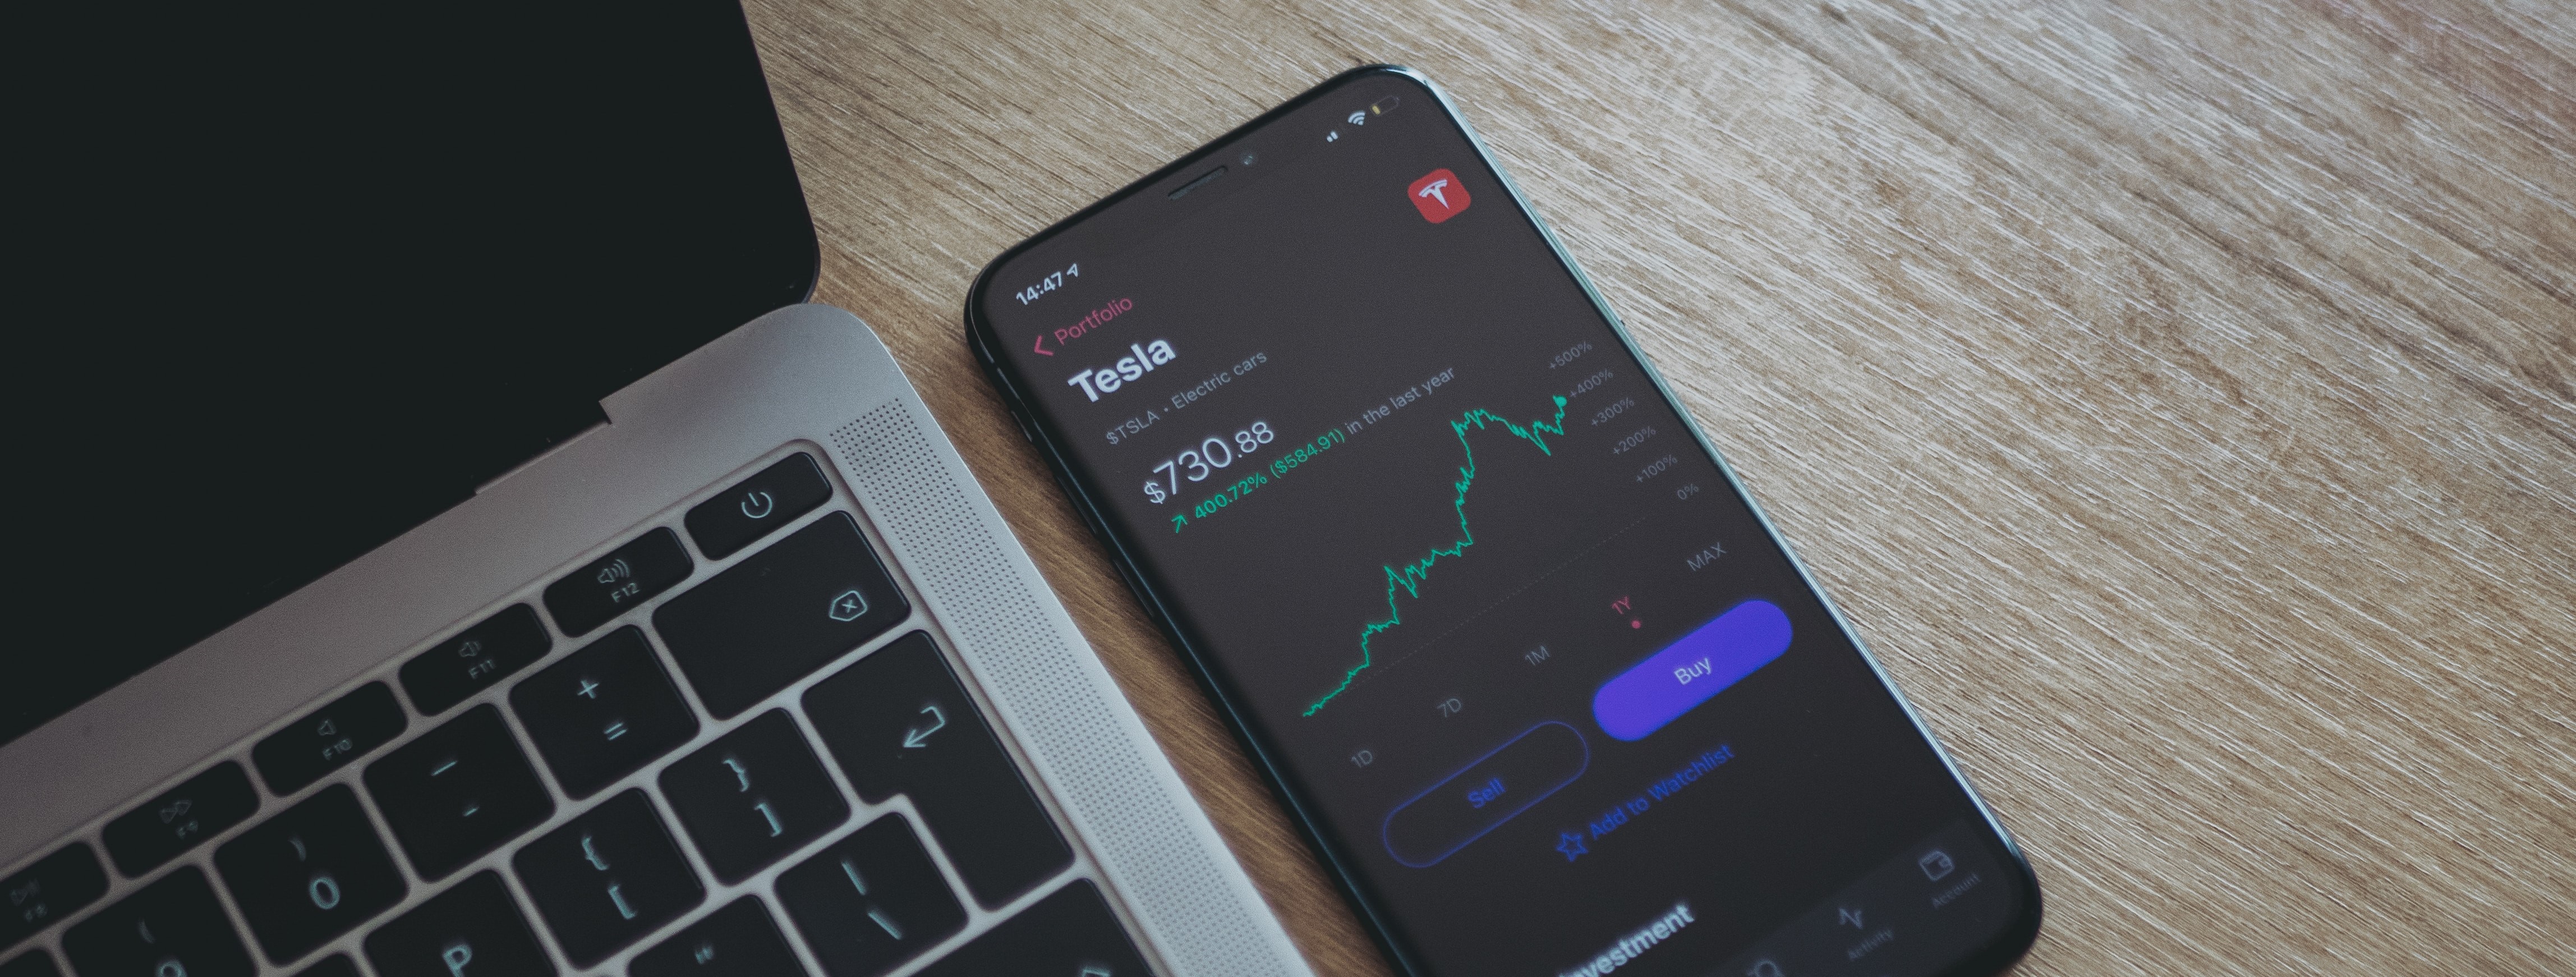 14:47
Portfolio
Tesla
$TSLA • Electric cars
$730.88
400.72% ($584.91) in the last year
+500%
+400%
+300%
+200%
+100%
0%
1D
7D
1M
1Y
MAX
Sell
Buy
Add to Watchlist
Investment
Activity
Account
F12
F11
F10
F9
+
=
—
-
)
0
(
9
P
{
[
}
]
|
\
"